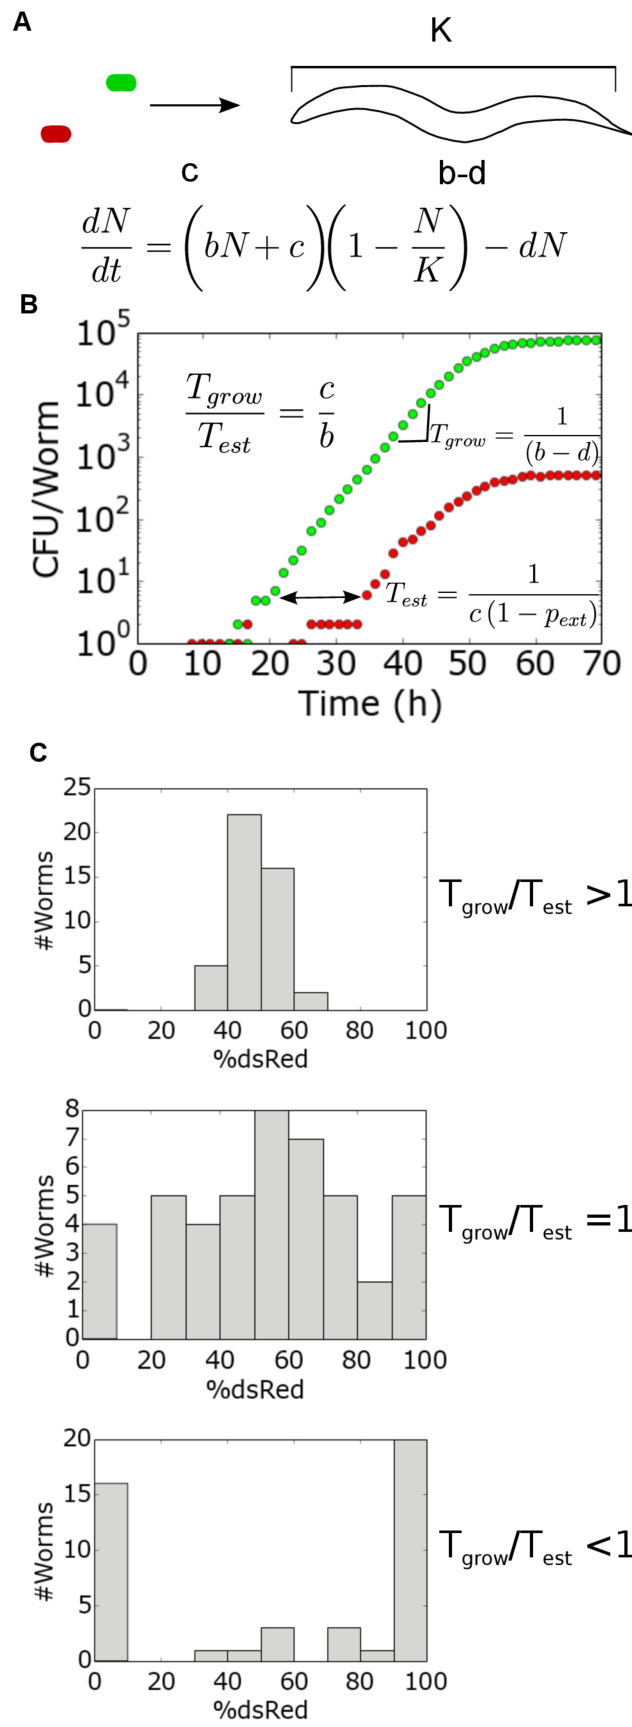 A
K
c
b-d
dN/dt = (bN + c)(1 − N/K) − dN
B
CFU/Worm
10^5
10^4
10^3
10^2
10^1
10^0
T_grow/T_est = c/b
T_grow = 1/(b − d)
T_est = 1/(c (1 − p_ext))
0 10 20 30 40 50 60 70
Time (h)
C
#Worms
25
20
15
10
5
0
0 20 40 60 80 100
%dsRed
T_grow/T_est >1
#Worms
8
7
6
5
4
3
2
1
0
0 20 40 60 80 100
%dsRed
T_grow/T_est =1
#Worms
20
15
10
5
0
0 20 40 60 80 100
%dsRed
T_grow/T_est <1